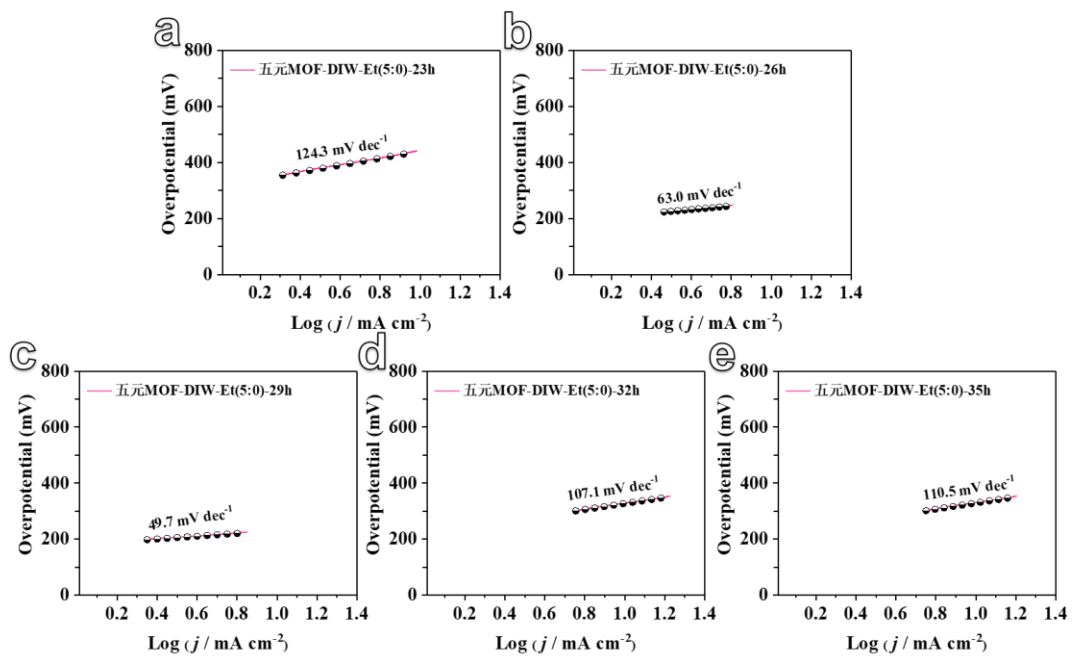 a
800
600
400
200
0
Overpotential (mV)
五元MOF-DIW-Et(5:0)-23h
124.3 mV dec⁻¹
0.2 0.4 0.6 0.8 1.0 1.2 1.4
Log (j / mA cm⁻²)
b
800
600
400
200
0
Overpotential (mV)
五元MOF-DIW-Et(5:0)-26h
63.0 mV dec⁻¹
0.2 0.4 0.6 0.8 1.0 1.2 1.4
Log (j / mA cm⁻²)
c
800
600
400
200
0
Overpotential (mV)
五元MOF-DIW-Et(5:0)-29h
49.7 mV dec⁻¹
0.2 0.4 0.6 0.8 1.0 1.2 1.4
Log (j / mA cm⁻²)
d
800
600
400
200
0
Overpotential (mV)
五元MOF-DIW-Et(5:0)-32h
107.1 mV dec⁻¹
0.2 0.4 0.6 0.8 1.0 1.2 1.4
Log (j / mA cm⁻²)
e
800
600
400
200
0
Overpotential (mV)
五元MOF-DIW-Et(5:0)-35h
110.5 mV dec⁻¹
0.2 0.4 0.6 0.8 1.0 1.2 1.4
Log (j / mA cm⁻²)